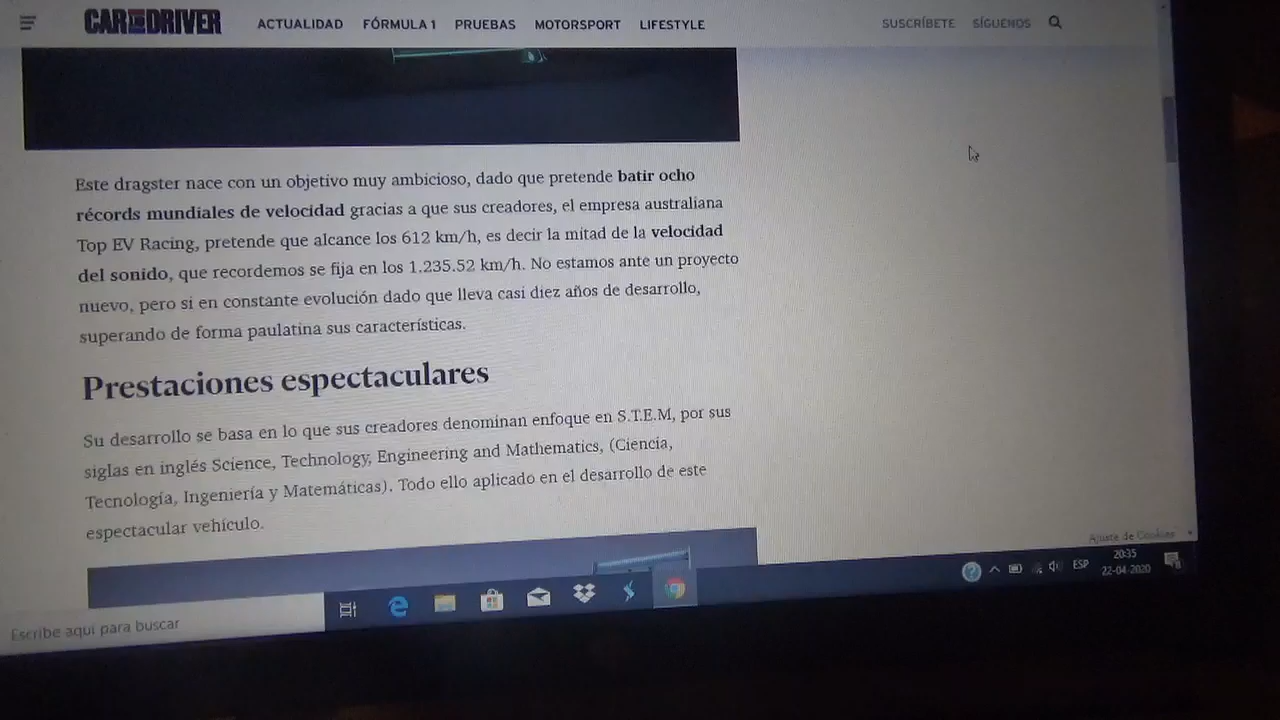 CAR AND DRIVER ACTUALIDAD FÓRMULA 1 PRUEBAS MOTORSPORT LIFESTYLE SUSCRÍBETE SÍGUENOS
Este dragster nace con un objetivo muy ambicioso, dado que pretende batir ocho
récords mundiales de velocidad gracias a que sus creadores, el empresa australiana
Top EV Racing, pretende que alcance los 612 km/h, es decir la mitad de la velocidad
del sonido, que recordemos se fija en los 1.235.52 km/h. No estamos ante un proyecto
nuevo, pero si en constante evolución dado que lleva casi diez años de desarrollo,
superando de forma paulatina sus características.
Prestaciones espectaculares
Su desarrollo se basa en lo que sus creadores denominan enfoque en S.T.E.M, por sus
siglas en inglés Science, Technology, Engineering and Mathematics, (Ciencia,
Tecnología, Ingeniería y Matemáticas). Todo ello aplicado en el desarrollo de este
espectacular vehículo.
Ajuste de Cookies
Escribe aquí para buscar
ESP
20:35
22-04-2020